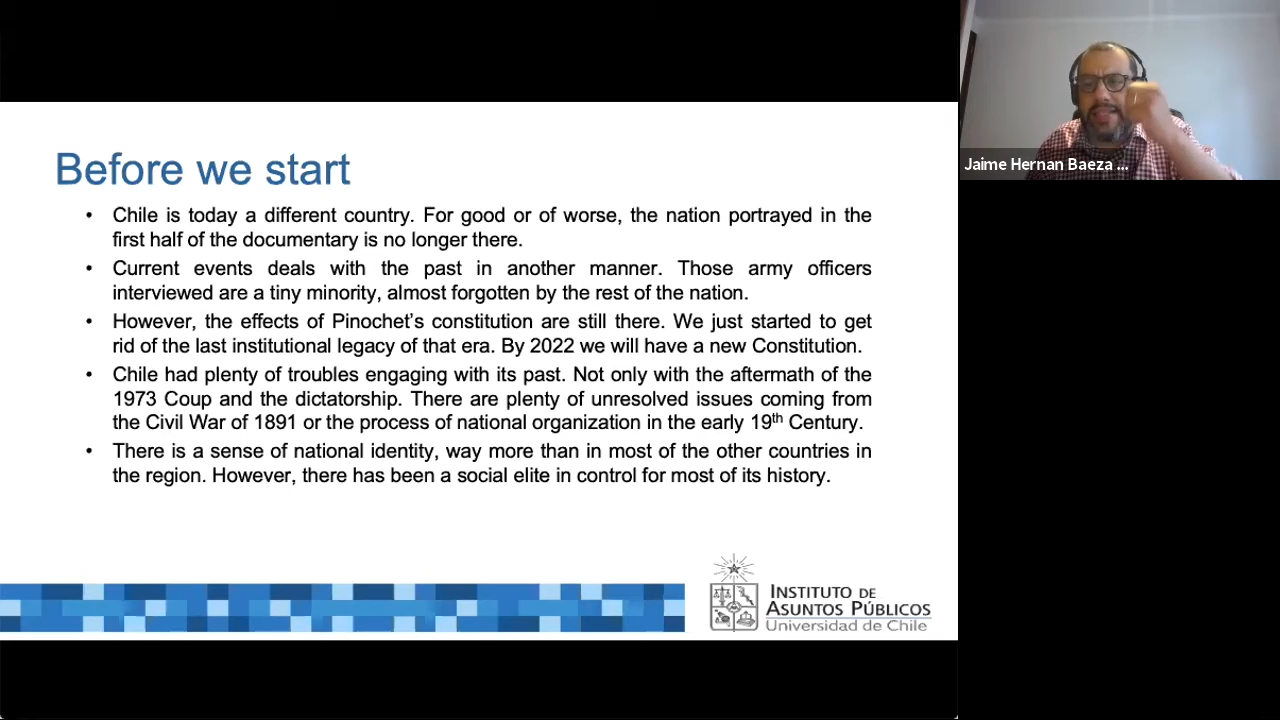 Before we start
• Chile is today a different country. For good or of worse, the nation portrayed in the
first half of the documentary is no longer there.
• Current events deals with the past in another manner. Those army officers
interviewed are a tiny minority, almost forgotten by the rest of the nation.
• However, the effects of Pinochet’s constitution are still there. We just started to get
rid of the last institutional legacy of that era. By 2022 we will have a new Constitution.
• Chile had plenty of troubles engaging with its past. Not only with the aftermath of the
1973 Coup and the dictatorship. There are plenty of unresolved issues coming from
the Civil War of 1891 or the process of national organization in the early 19th Century.
• There is a sense of national identity, way more than in most of the other countries in
the region. However, there has been a social elite in control for most of its history.
INSTITUTO DE
ASUNTOS PÚBLICOS
Universidad de Chile
Jaime Hernan Baeza ...